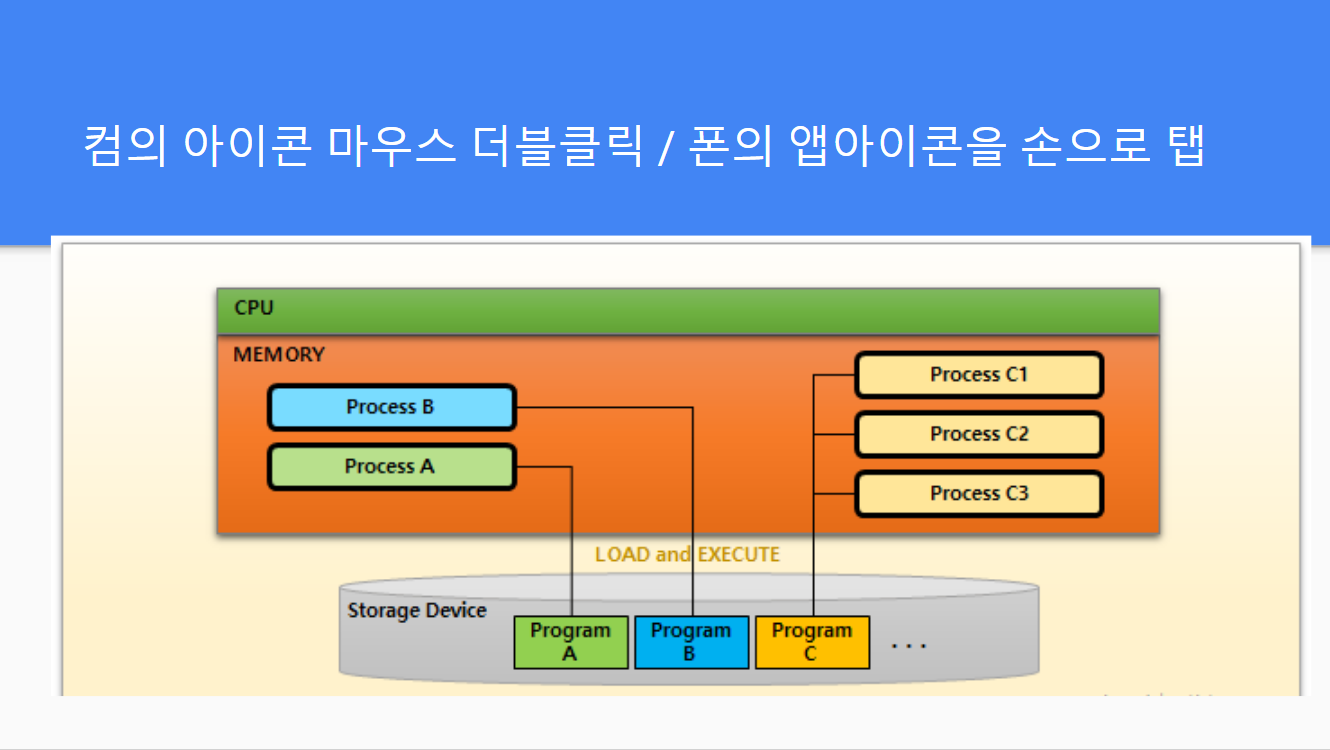 컴의 아이콘 마우스 더블클릭 / 폰의 앱아이콘을 손으로 탭
CPU
MEMORY
Process B
Process A
Process C1
Process C2
Process C3
LOAD and EXECUTE
Storage Device
Program
A
Program
B
Program
C
...